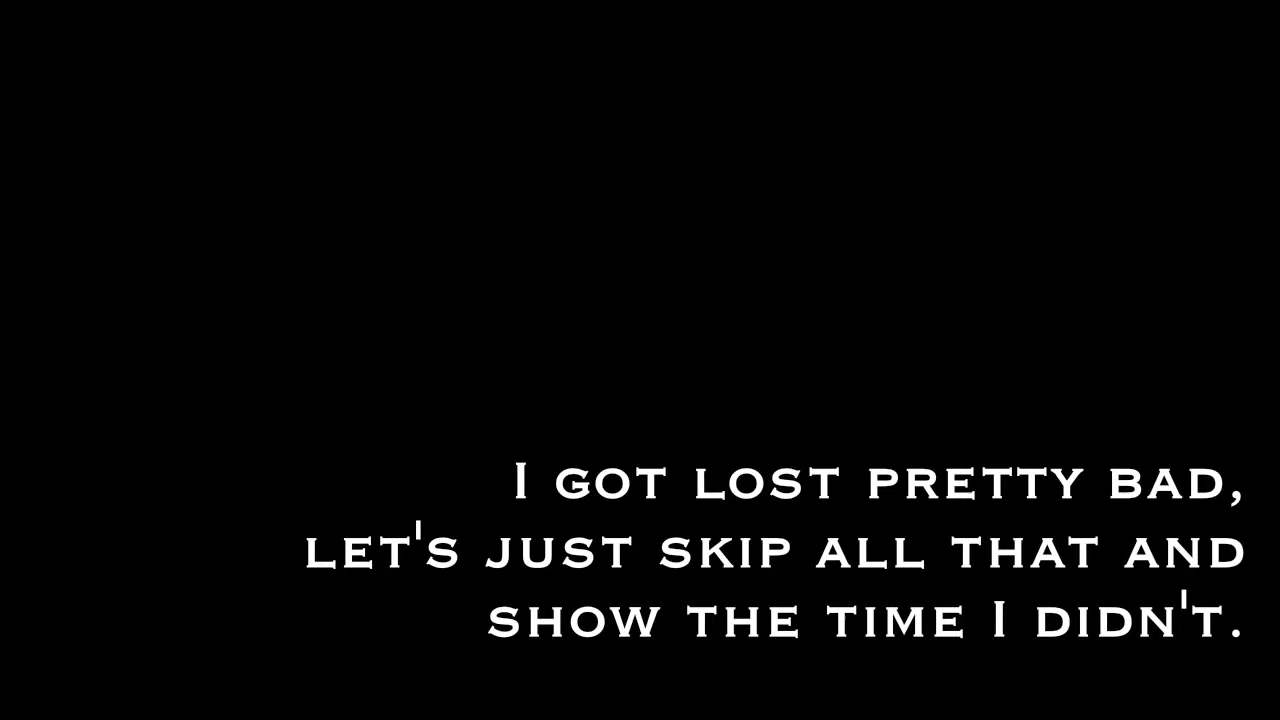 I GOT LOST PRETTY BAD,
LET'S JUST SKIP ALL THAT AND
SHOW THE TIME I DIDN'T.